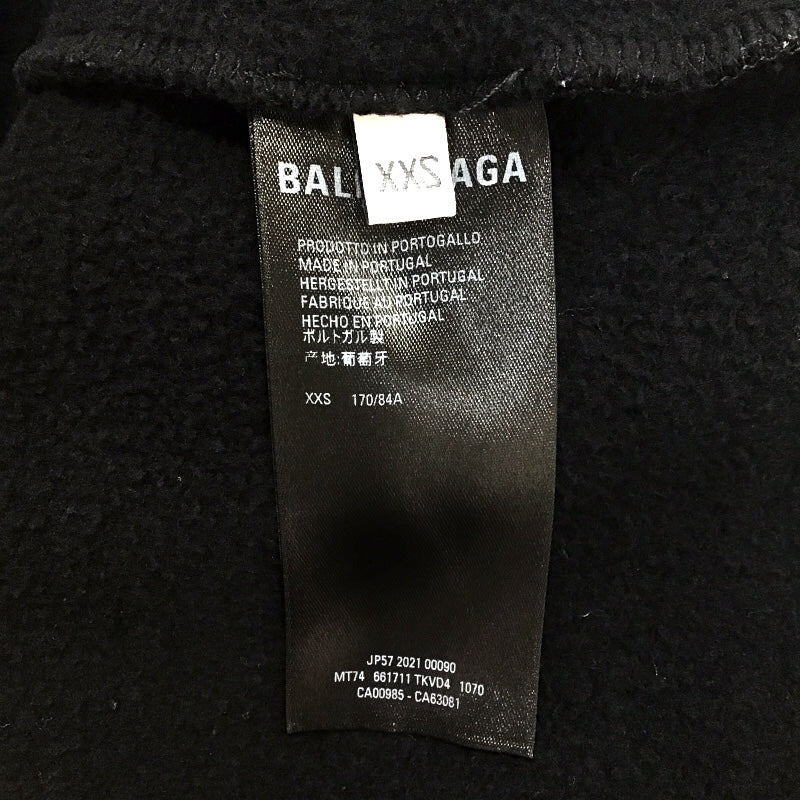 BAL AGA
XXS
PRODOTTO IN PORTOGALLO
MADE IN PORTUGAL
HERGESTELLT IN PORTUGAL
FABRIQUE AU PORTUGAL
HECHO EN PORTUGAL
ポルトガル製
产地:葡萄牙
XXS 170/84A
JP57 2021 00090
MT74 661711 TKVD4 1070
CA00985 - CA63081